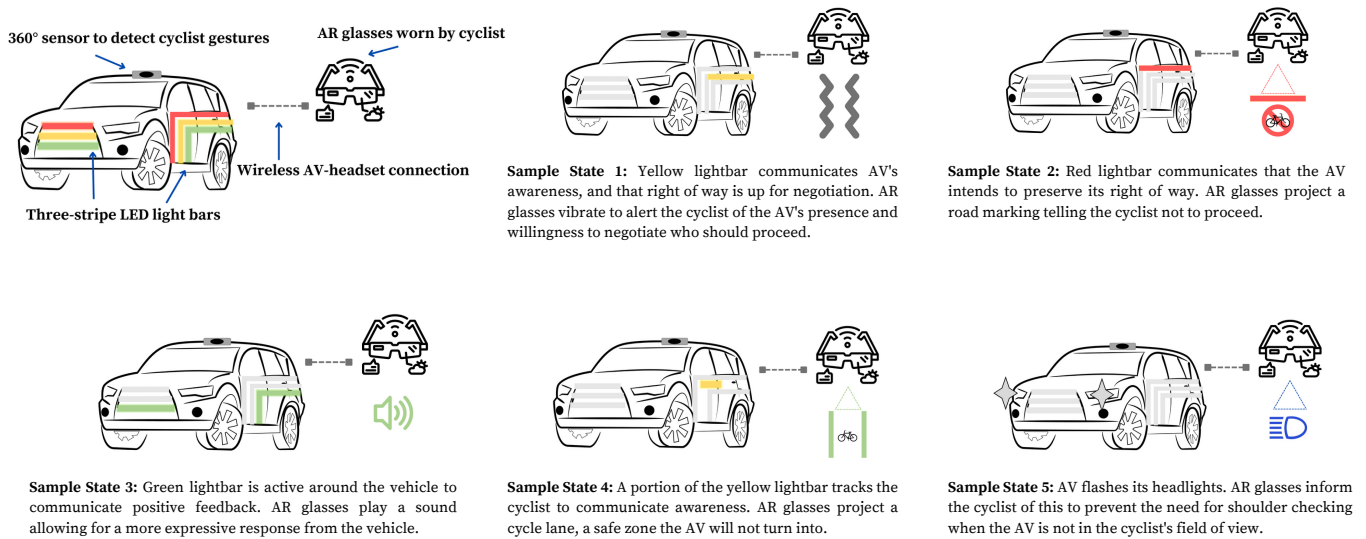 360° sensor to detect cyclist gestures
AR glasses worn by cyclist
Wireless AV-headset connection
Three-stripe LED light bars
Sample State 1: Yellow lightbar communicates AV's
awareness, and that right of way is up for negotiation. AR
glasses vibrate to alert the cyclist of the AV's presence and
willingness to negotiate who should proceed.
Sample State 2: Red lightbar communicates that the AV
intends to preserve its right of way. AR glasses project a
road marking telling the cyclist not to proceed.
Sample State 3: Green lightbar is active around the vehicle to
communicate positive feedback. AR glasses play a sound
allowing for a more expressive response from the vehicle.
Sample State 4: A portion of the yellow lightbar tracks the
cyclist to communicate awareness. AR glasses project a
cycle lane, a safe zone the AV will not turn into.
Sample State 5: AV flashes its headlights. AR glasses inform
the cyclist of this to prevent the need for shoulder checking
when the AV is not in the cyclist's field of view.